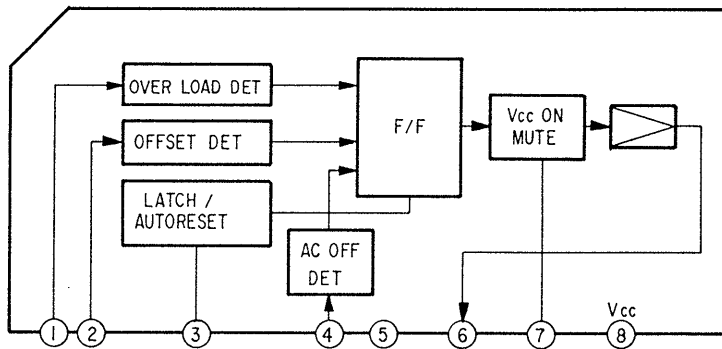 OVER LOAD DET
OFFSET DET
LATCH /
AUTORESET
F/F
Vcc ON
MUTE
AC OFF
DET
Vcc
1 2 3 4 5 6 7 8